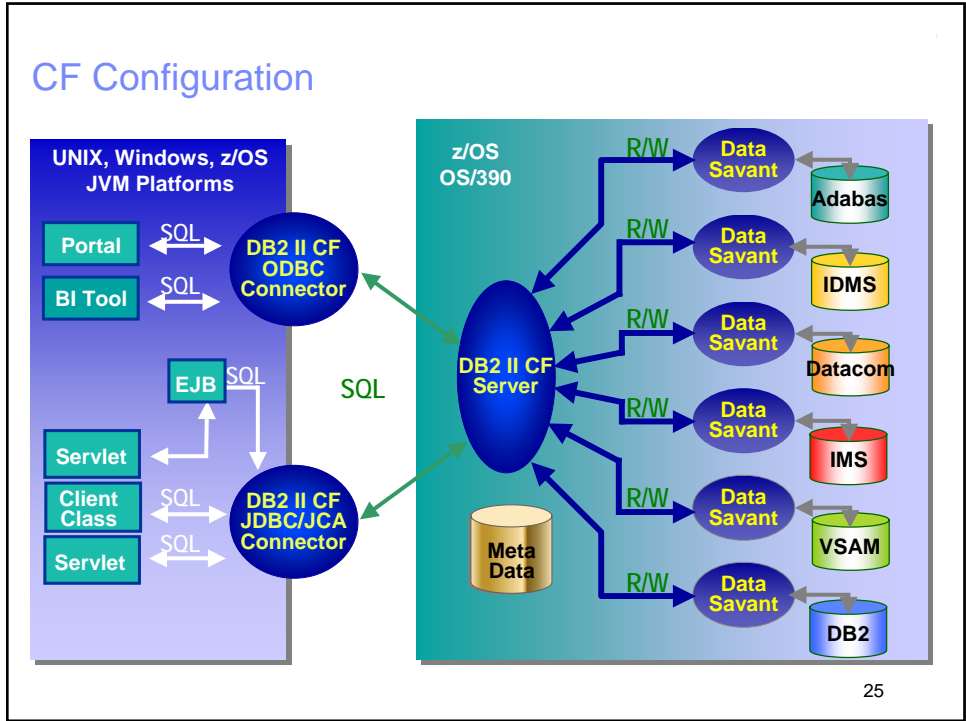 CF Configuration
UNIX, Windows, z/OS
JVM Platforms
Portal
SQL
BI Tool
SQL
DB2 II CF
ODBC
Connector
EJB
SQL
Servlet
Client
Class
SQL
Servlet
SQL
DB2 II CF
JDBC/JCA
Connector
SQL
z/OS
OS/390
DB2 II CF
Server
Meta
Data
R/W
Data
Savant
Adabas
R/W
Data
Savant
IDMS
R/W
Data
Savant
Datacom
R/W
Data
Savant
IMS
R/W
Data
Savant
VSAM
R/W
Data
Savant
DB2
25